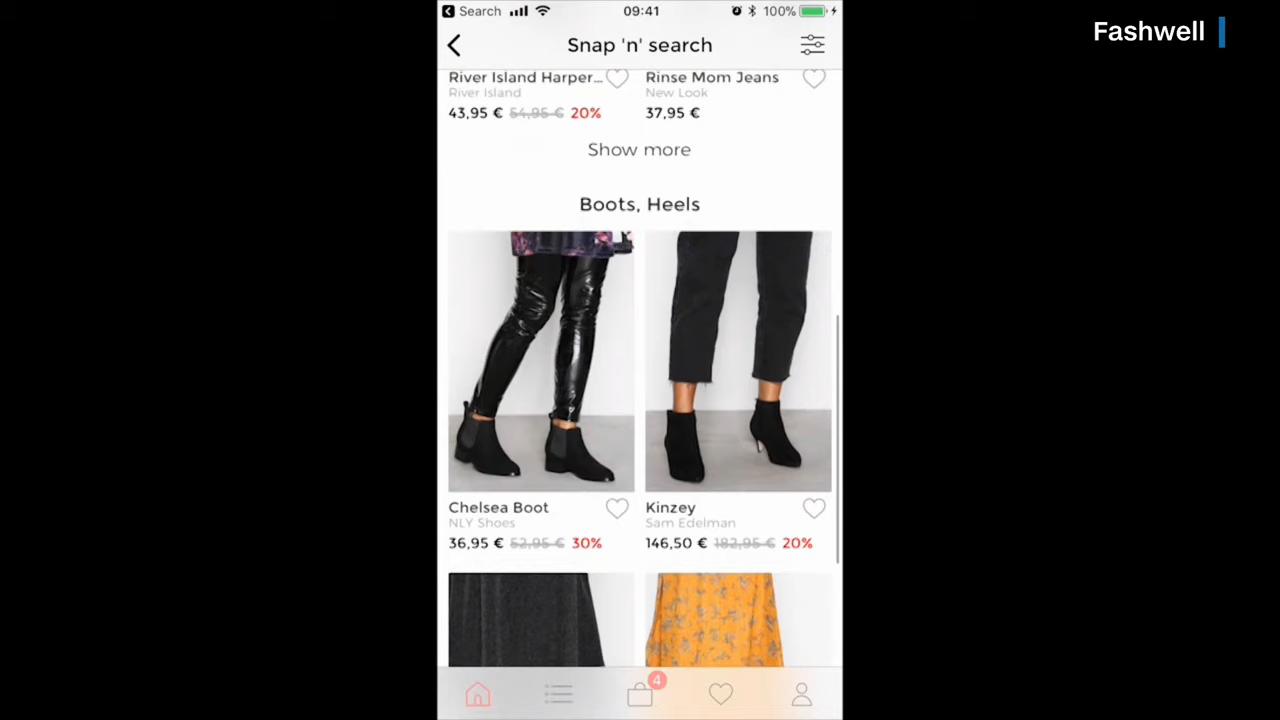 Search
09:41
100%
Fashwell
Snap 'n' search
River Island Harper...
Rinse Mom Jeans
River Island
New Look
43,95 € 54,95 € 20%
37,95 €
Show more
Boots, Heels
Chelsea Boot
Kinzey
NLY Shoes
Sam Edelman
36,95 € 52,95 € 30%
146,50 € 182,95 € 20%
4